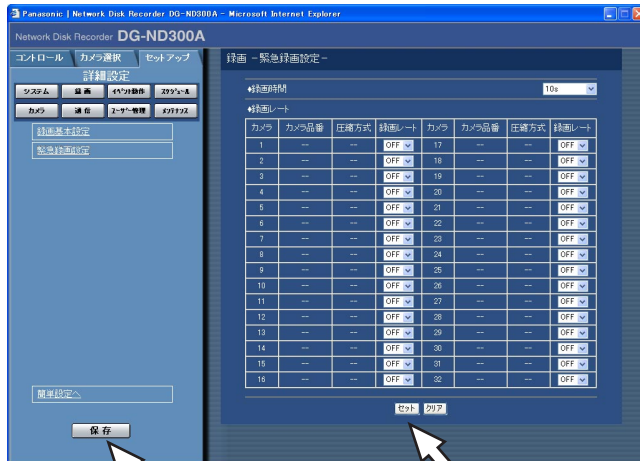 Panasonic | Network Disk Recorder DG-ND300A - Microsoft Internet Explorer
Network Disk Recorder DG-ND300A
コントロール カメラ選択 セットアップ
詳細設定
システム 録画 イベント動作 スケジュール
カメラ 通信 ユーザー管理 メンテナンス
録画基本設定
緊急録画設定
簡単設定へ
保存
録画 －緊急録画設定－
♦録画時間 10s
♦録画レート
カメラ カメラ品番 圧縮方式 録画レート カメラ カメラ品番 圧縮方式 録画レート
1 -- -- OFF 17 -- -- OFF
2 -- -- OFF 18 -- -- OFF
3 -- -- OFF 19 -- -- OFF
4 -- -- OFF 20 -- -- OFF
5 -- -- OFF 21 -- -- OFF
6 -- -- OFF 22 -- -- OFF
7 -- -- OFF 23 -- -- OFF
8 -- -- OFF 24 -- -- OFF
9 -- -- OFF 25 -- -- OFF
10 -- -- OFF 26 -- -- OFF
11 -- -- OFF 27 -- -- OFF
12 -- -- OFF 28 -- -- OFF
13 -- -- OFF 29 -- -- OFF
14 -- -- OFF 30 -- -- OFF
15 -- -- OFF 31 -- -- OFF
16 -- -- OFF 32 -- -- OFF
セット クリア